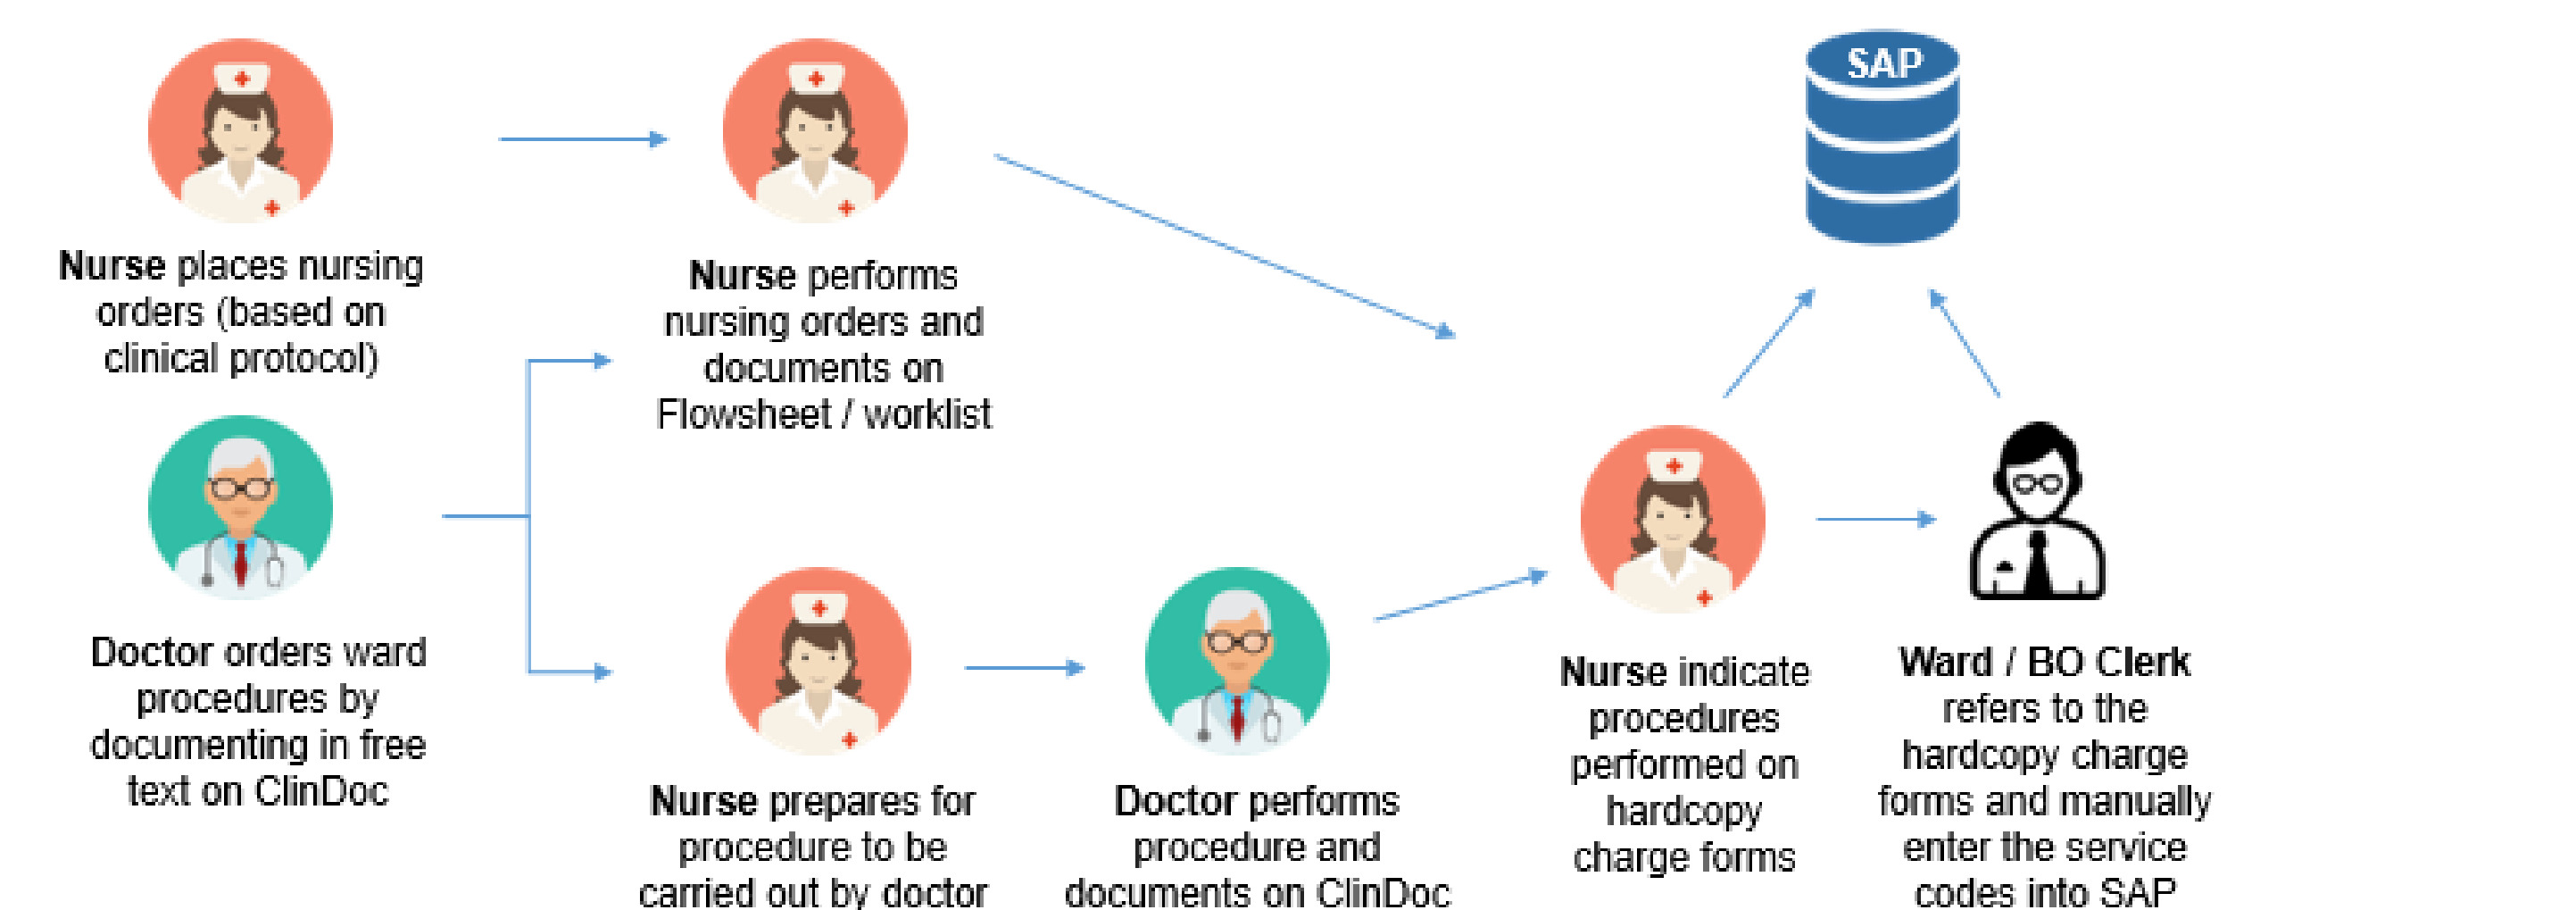 SAP
Nurse places nursing
orders (based on
clinical protocol)
Nurse performs
nursing orders and
documents on
Flowsheet / worklist
Doctor orders ward
procedures by
documenting in free
text on ClinDoc
Nurse prepares for
procedure to be
carried out by doctor
Doctor performs
procedure and
documents on ClinDoc
Nurse indicate
procedures
performed on
hardcopy
charge forms
Ward / BO Clerk
refers to the
hardcopy charge
forms and manually
enter the service
codes into SAP